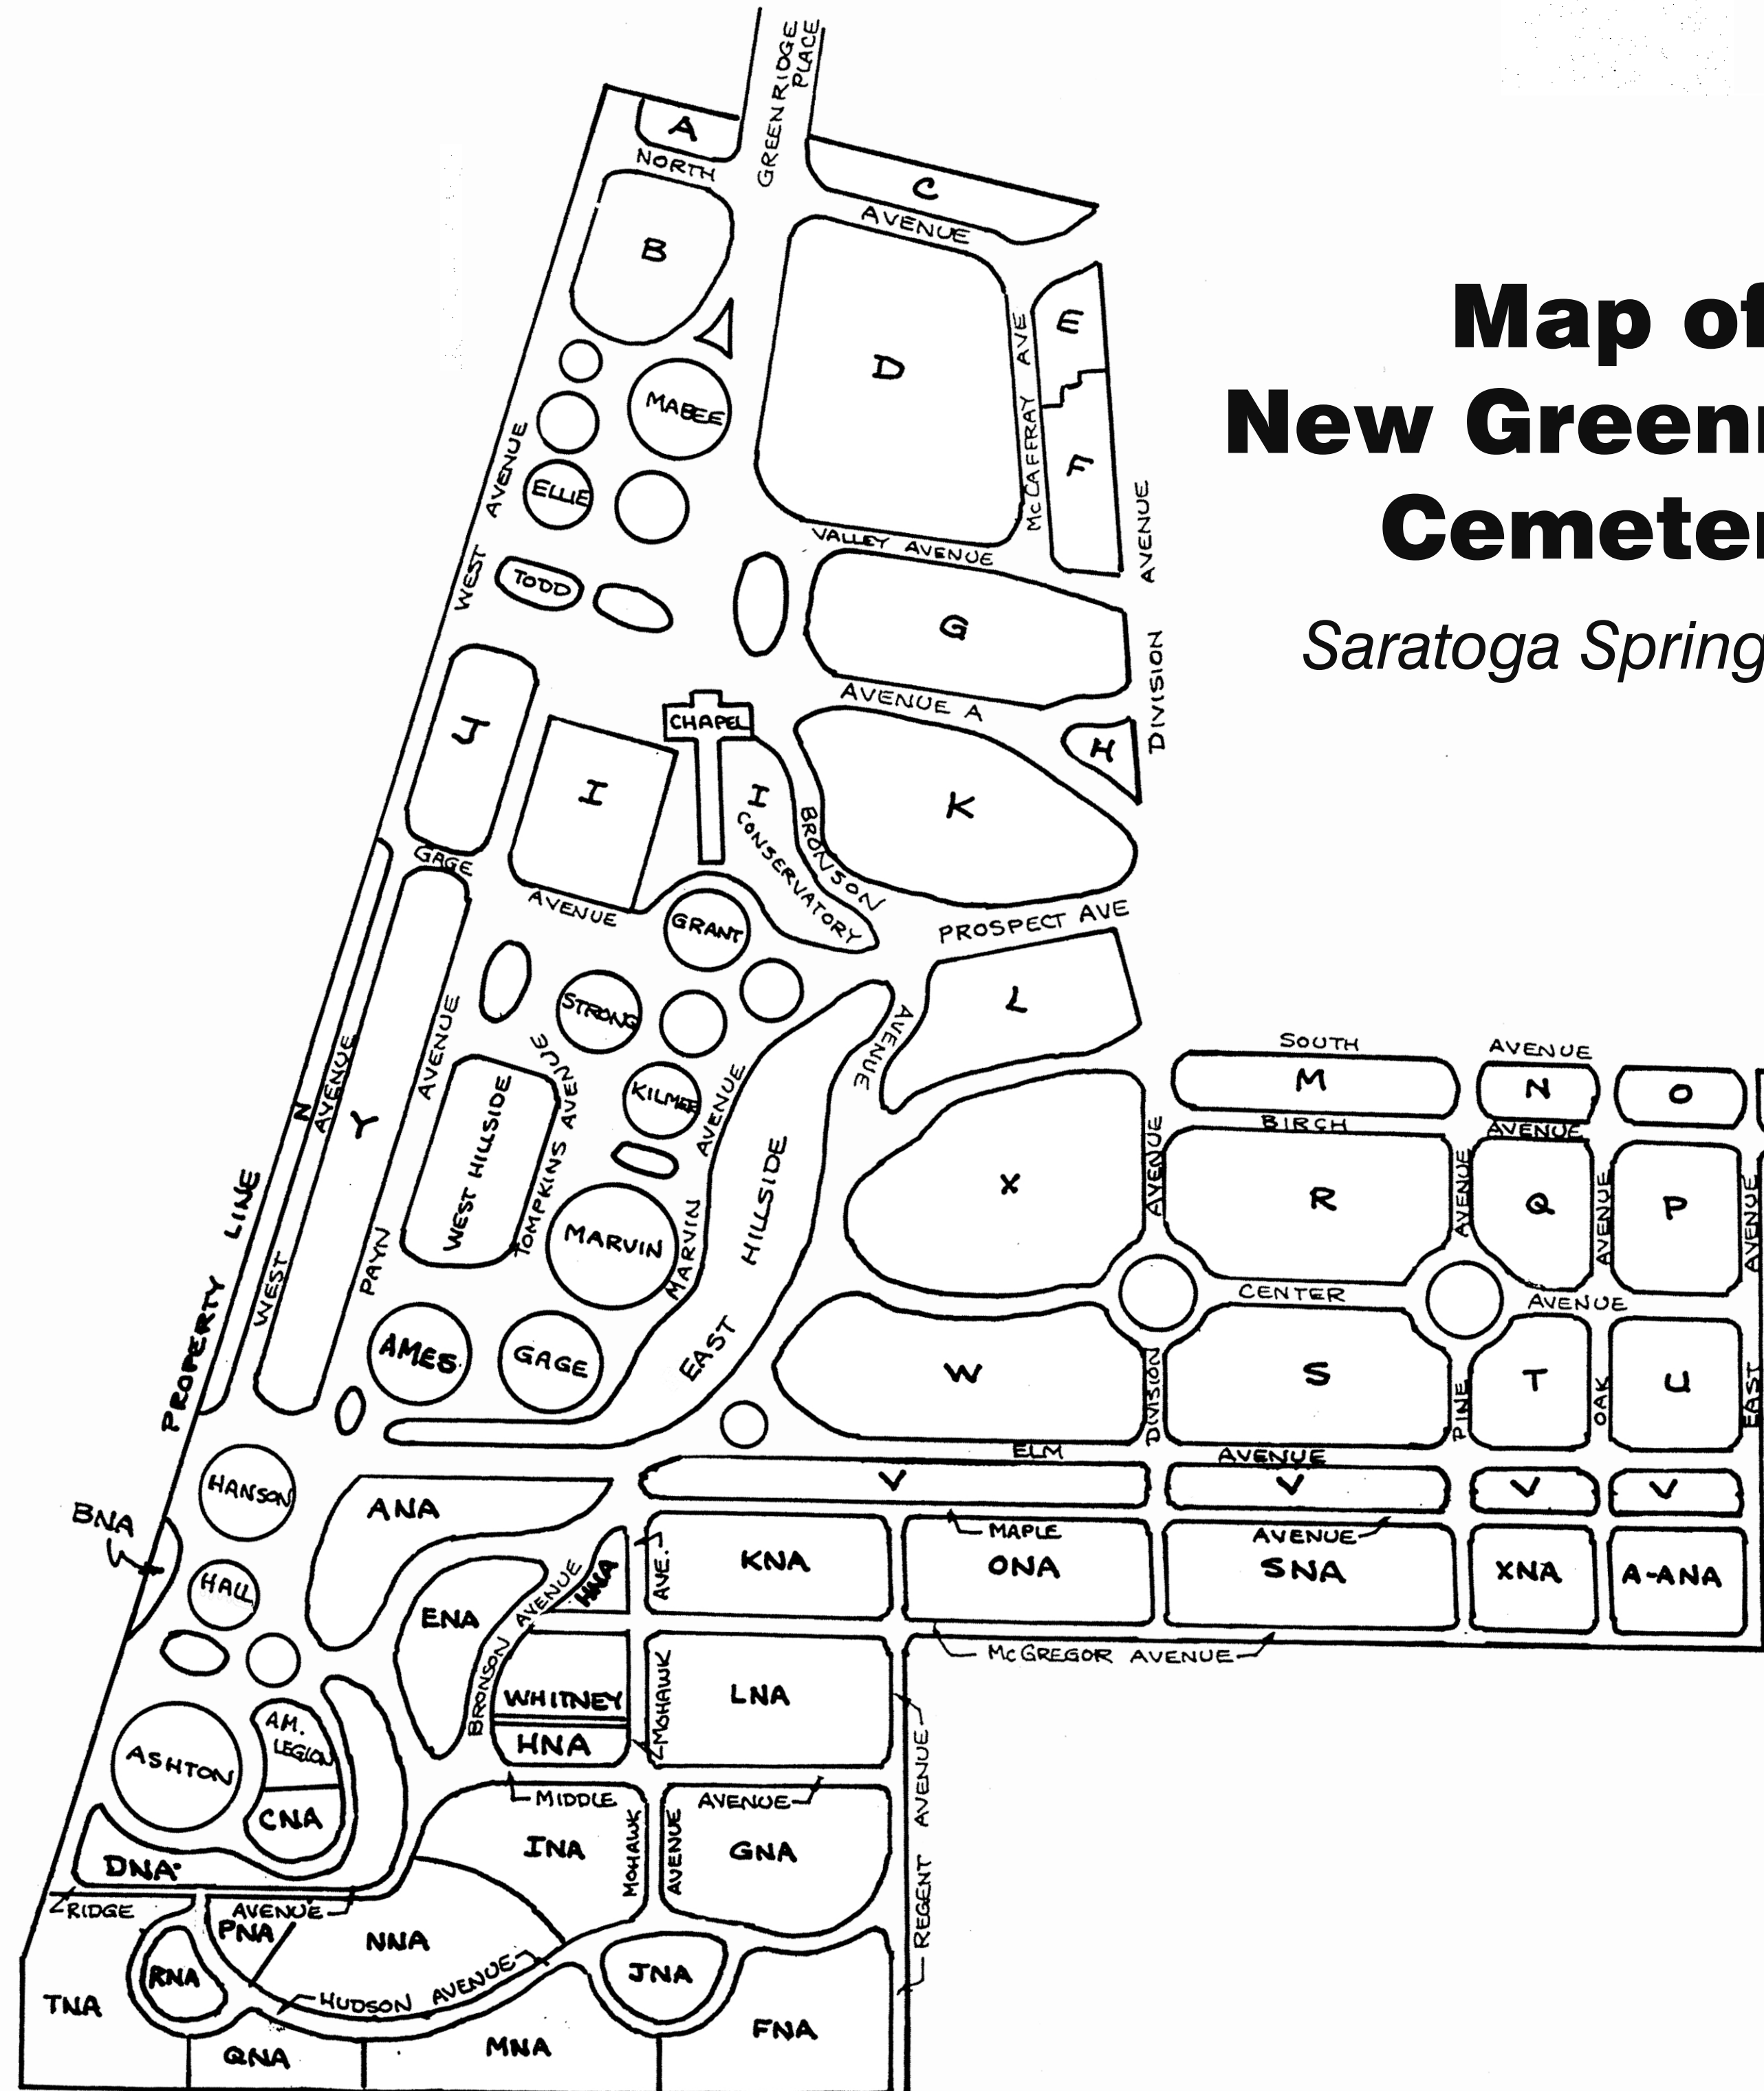 GREENRIDGE
PLACE
A
NORTH
C
AVENUE
B
D
E
Map of
New Greenr
Cemeter
Saratoga Spring
MABEE
McCAFFRAY AVE
F
AVENUE
ELLIE
VALLEY AVENUE
WEST
TODD
G
AVENUE A
DIVISION
AVENUE
J
CHAPEL
H
I
I
CONSERVATORY
BRONSON
K
GAGE
AVENUE
GRANT
PROSPECT AVE
STRONG
L
AVENUE
KILMER
SOUTH
AVENUE
M
N
O
N
AVENUE
Y
AVENUE
WEST HILLSIDE
TOMPKINS AVENUE
AVENUE
AVENUE
BIRCH
AVENUE
X
AVENUE
R
AVENUE
Q
AVENUE
P
AVENUE
PROPERTY LINE
WEST
PAYN
MARVIN
MARVIN
EAST
HILLSIDE
CENTER
AVENUE
AMES
GAGE
W
DIVISION
S
PINE
T
OAK
U
EAST
ELM
AVENUE
HANSON
ANA
V
V
V
V
BNA
MAPLE
AVENUE
HALL
ENA
BRONSON AVENUE
HNA
AVE.
KNA
ONA
SNA
XNA
A-ANA
McGREGOR AVENUE
WHITNEY
MOHAWK
LNA
HNA
AM.
LEGION
ASHTON
CNA
MIDDLE
AVENUE
REGENT AVENUE
DNA
INA
MOHAWK
AVENUE
GNA
RIDGE
AVENUE
PNA
NNA
RNA
HUDSON AVENUE
JNA
TNA
QNA
MNA
FNA